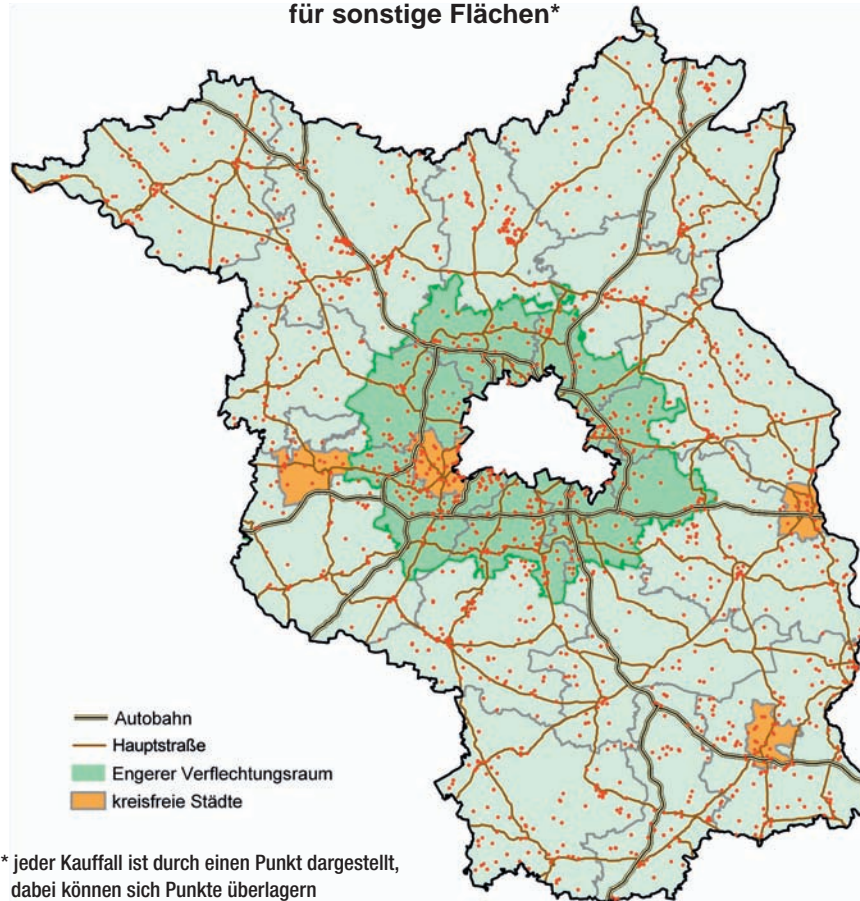 für sonstige Flächen*
Autobahn
Hauptstraße
Engerer Verflechtungsraum
kreisfreie Städte
* jeder Kauffall ist durch einen Punkt dargestellt,
dabei können sich Punkte überlagern